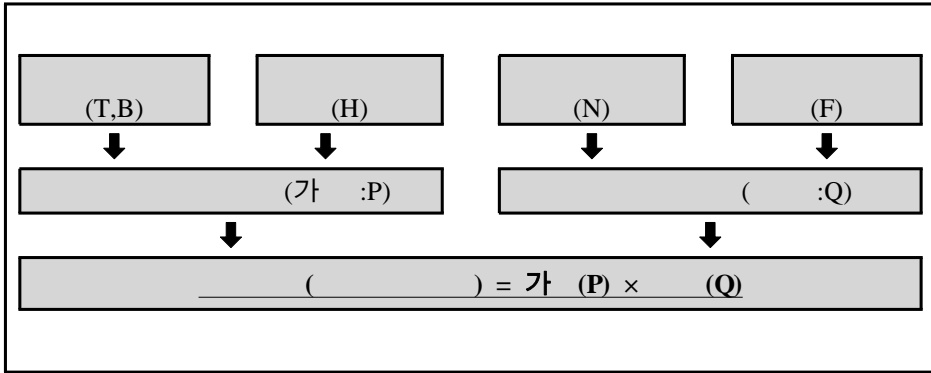 (T,B) (H) (N) (F)
(가 :P) ( :Q)
( ) = 가 (P) × (Q)